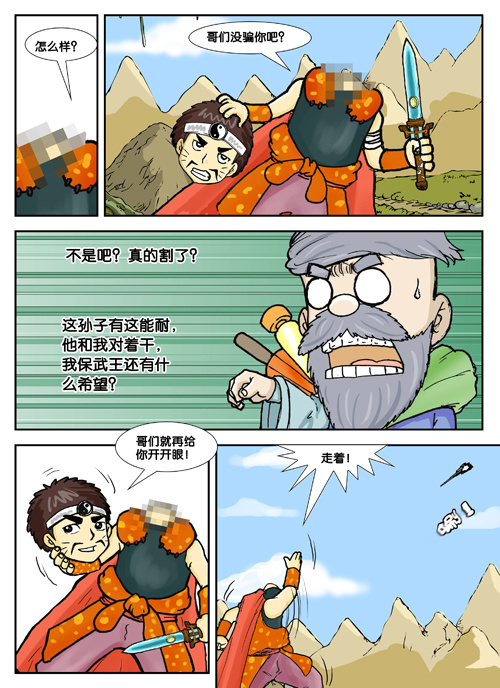 怎么样？
哥们没骗你吧？
不是吧？真的割了？
这孙子有这能耐，
他和我对着干，
我保武王还有什
么希望？
哥们就再给
你开开眼！
走着！